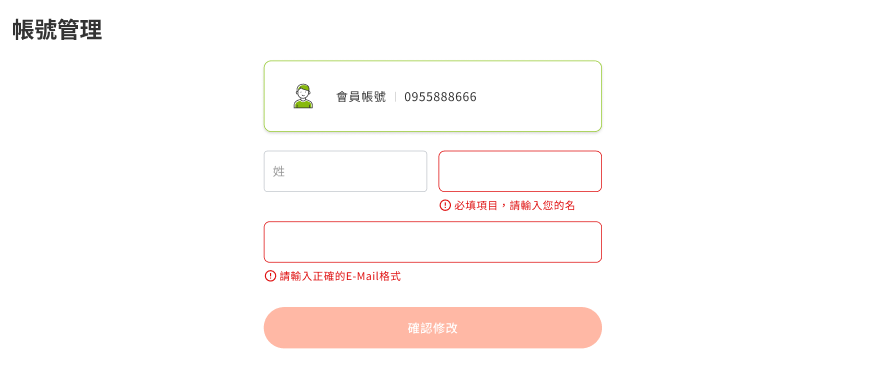 帳號管理
會員帳號 | 0955888666
姓
必填項目，請輸入您的名
請輸入正確的E-Mail格式
確認修改